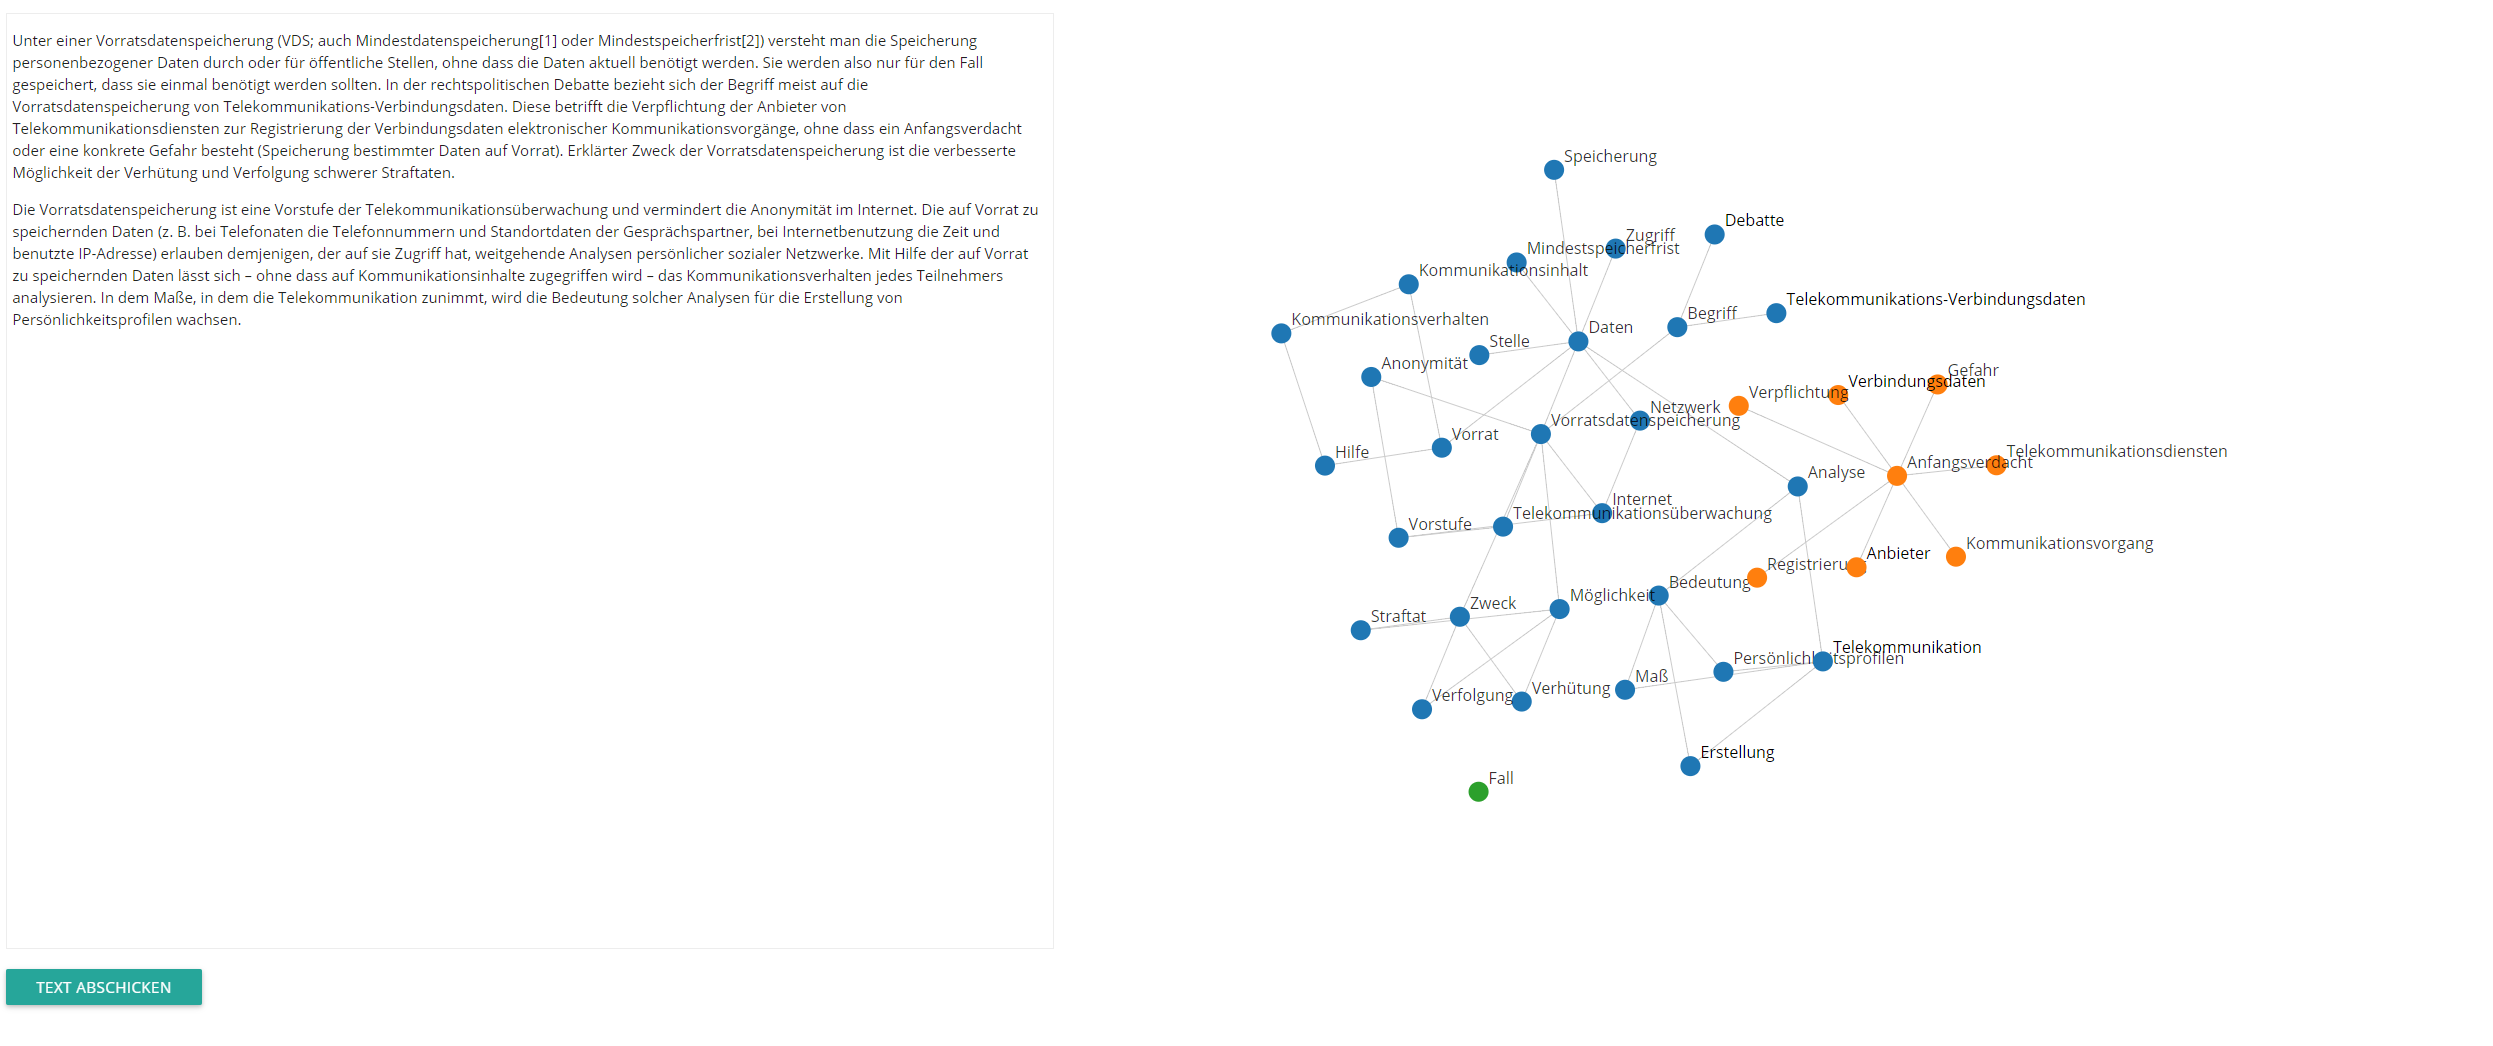 Unter einer Vorratsdatenspeicherung (VDS; auch Mindestdatenspeicherung[1] oder Mindestspeicherfrist[2]) versteht man die Speicherung
personenbezogener Daten durch oder für öffentliche Stellen, ohne dass die Daten aktuell benötigt werden. Sie werden also nur für den Fall
gespeichert, dass sie einmal benötigt werden sollten. In der rechtspolitischen Debatte bezieht sich der Begriff meist auf die
Vorratsdatenspeicherung von Telekommunikations-Verbindungsdaten. Diese betrifft die Verpflichtung der Anbieter von
Telekommunikationsdiensten zur Registrierung der Verbindungsdaten elektronischer Kommunikationsvorgänge, ohne dass ein Anfangsverdacht
oder eine konkrete Gefahr besteht (Speicherung bestimmter Daten auf Vorrat). Erklärter Zweck der Vorratsdatenspeicherung ist die verbesserte
Möglichkeit der Verhütung und Verfolgung schwerer Straftaten.
Die Vorratsdatenspeicherung ist eine Vorstufe der Telekommunikationsüberwachung und vermindert die Anonymität im Internet. Die auf Vorrat zu
speichernden Daten (z. B. bei Telefonaten die Telefonnummern und Standortdaten der Gesprächspartner, bei Internetbenutzung die Zeit und
benutzte IP-Adresse) erlauben demjenigen, der auf sie Zugriff hat, weitgehende Analysen persönlicher sozialer Netzwerke. Mit Hilfe der auf Vorrat
zu speichernden Daten lässt sich – ohne dass auf Kommunikationsinhalte zugegriffen wird – das Kommunikationsverhalten jedes Teilnehmers
analysieren. In dem Maße, in dem die Telekommunikation zunimmt, wird die Bedeutung solcher Analysen für die Erstellung von
Persönlichkeitsprofilen wachsen.
TEXT ABSCHICKEN
Speicherung
Debatte
Zugriff
Mindestspeicherfrist
Kommunikationsinhalt
Telekommunikations-Verbindungsdaten
Begriff
Kommunikationsverhalten
Daten
Stelle
Anonymität
Gefahr
Verbindungsdaten
Verpflichtung
Netzwerk
Vorratsdatenspeicherung
Vorrat
Hilfe
Telekommunikationsdiensten
Anfangsverdacht
Analyse
Internet
Telekommunikationsüberwachung
Vorstufe
Kommunikationsvorgang
Anbieter
Registrierung
Bedeutung
Möglichkeit
Zweck
Straftat
Telekommunikation
Persönlichkeitsprofilen
Maß
Verhütung
Verfolgung
Erstellung
Fall